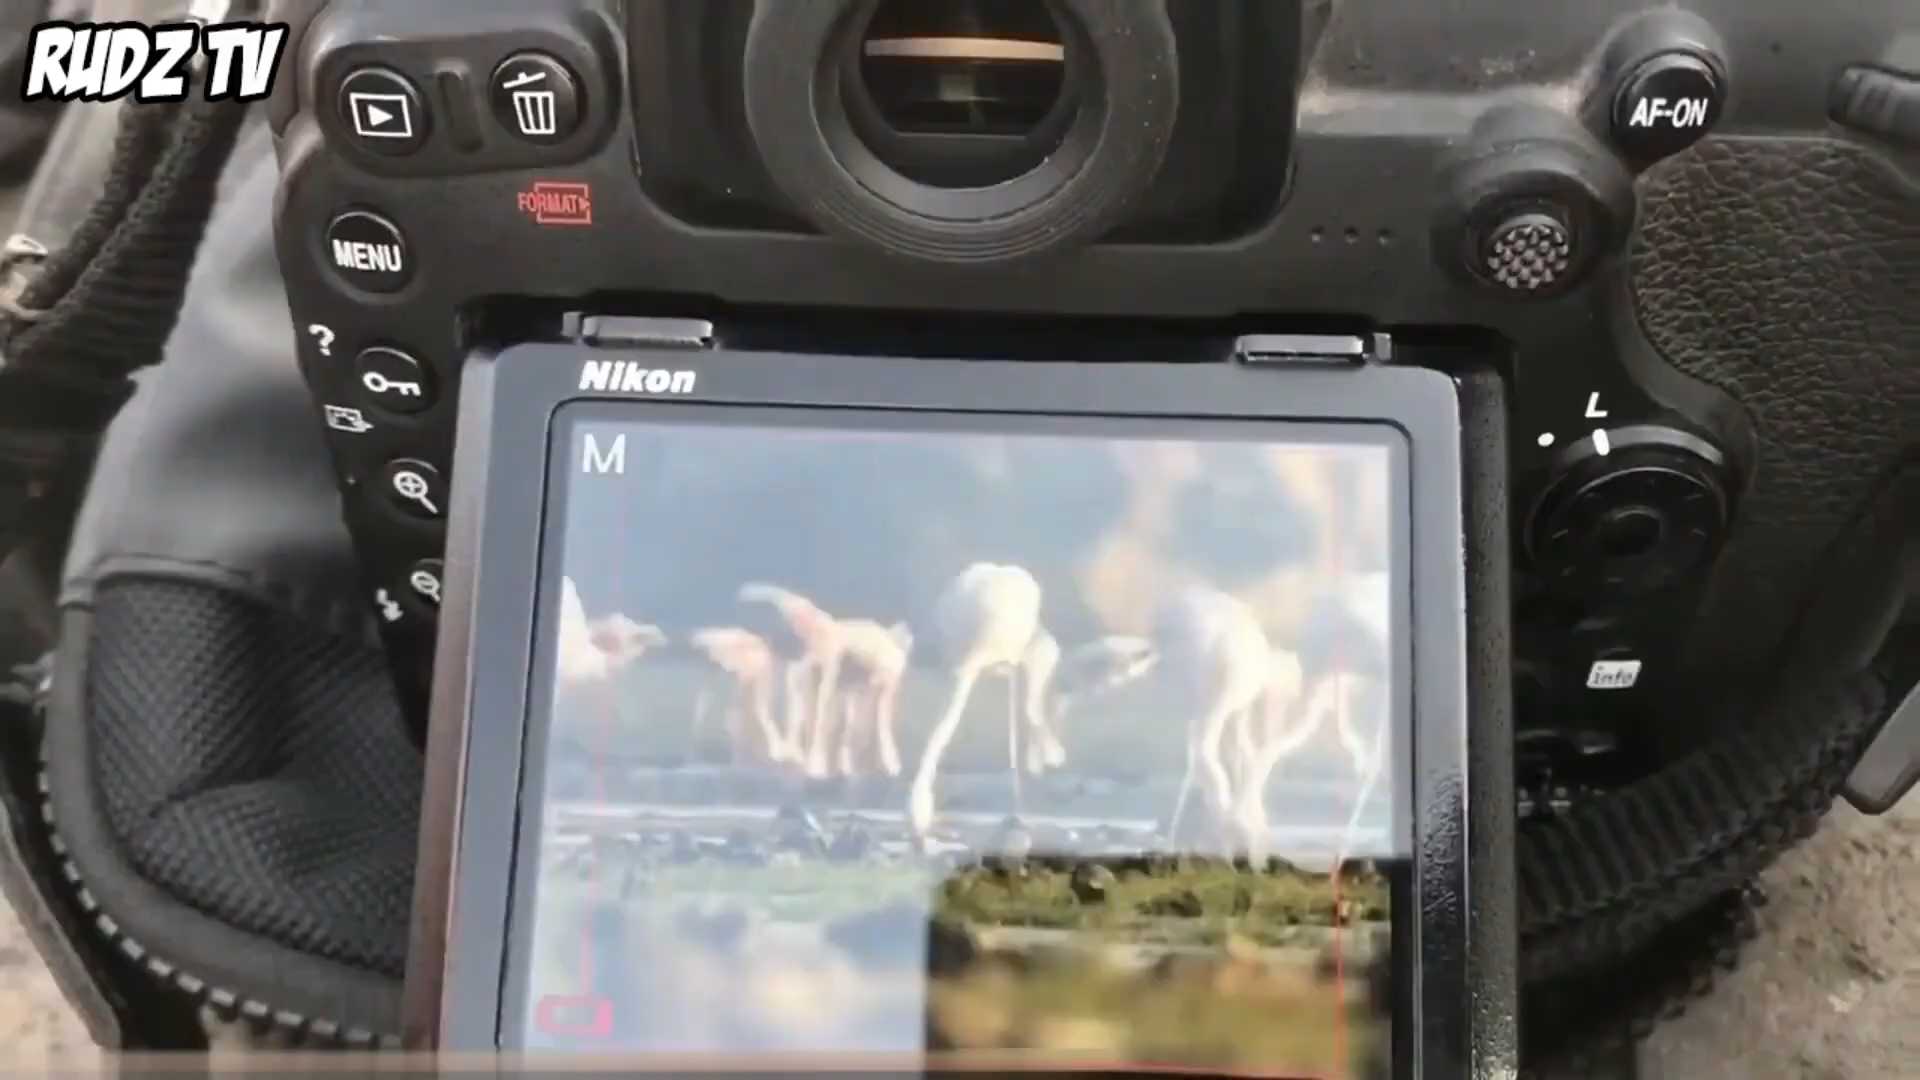 RUDZ TV
AF-ON
FORMAT
MENU
?
Nikon
L
M
info